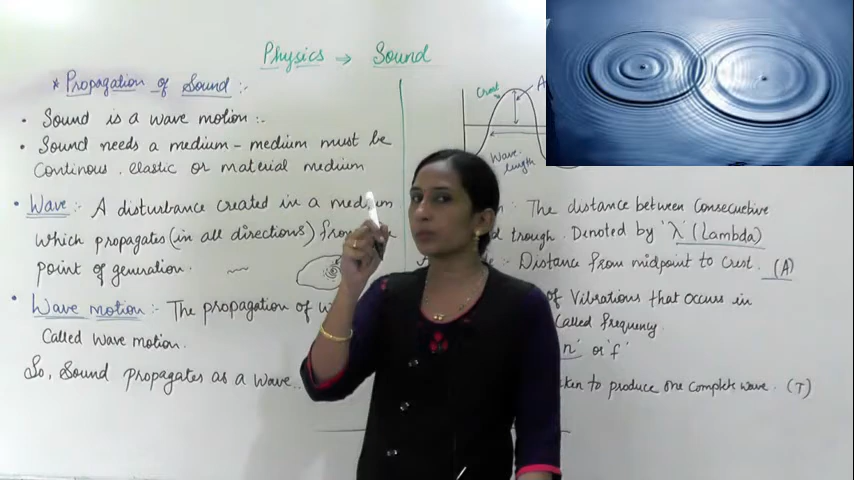 Physics → Sound
* Propagation of Sound :-
• Sound is a wave motion :-
• Sound needs a medium - medium must be
Continous, elastic or material medium
• Wave :- A disturbance created in a medium
which propagates (in all directions) from
point of generation.
• Wave motion :- The propagation of
Called Wave motion.
So, Sound propagates as a wave..
Crest
A
Wave-
length
: The distance between Consecuetive
trough. Denoted by 'λ' (Lambda)
Distance from midpoint to Crest. (A)
of Vibrations that occurs in
Called frequency.
n' or 'f'
to produce one complete wave. (T)